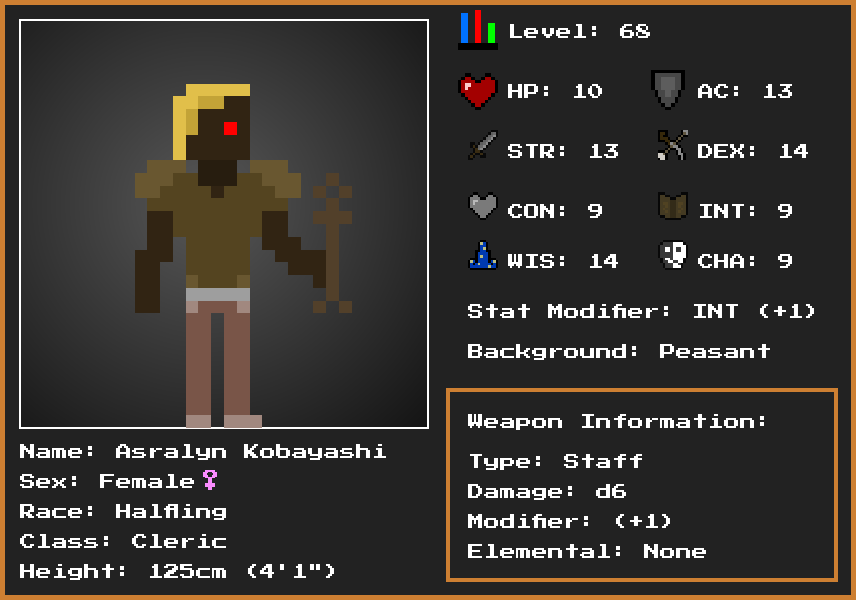 Level: 68
HP: 10
AC: 13
STR: 13
DEX: 14
CON: 9
INT: 9
WIS: 14
CHA: 9
Stat Modifier: INT (+1)
Background: Peasant
Weapon Information:
Type: Staff
Damage: d6
Modifier: (+1)
Elemental: None
Name: Asralyn Kobayashi
Sex: Female♀
Race: Halfling
Class: Cleric
Height: 125cm (4'1")